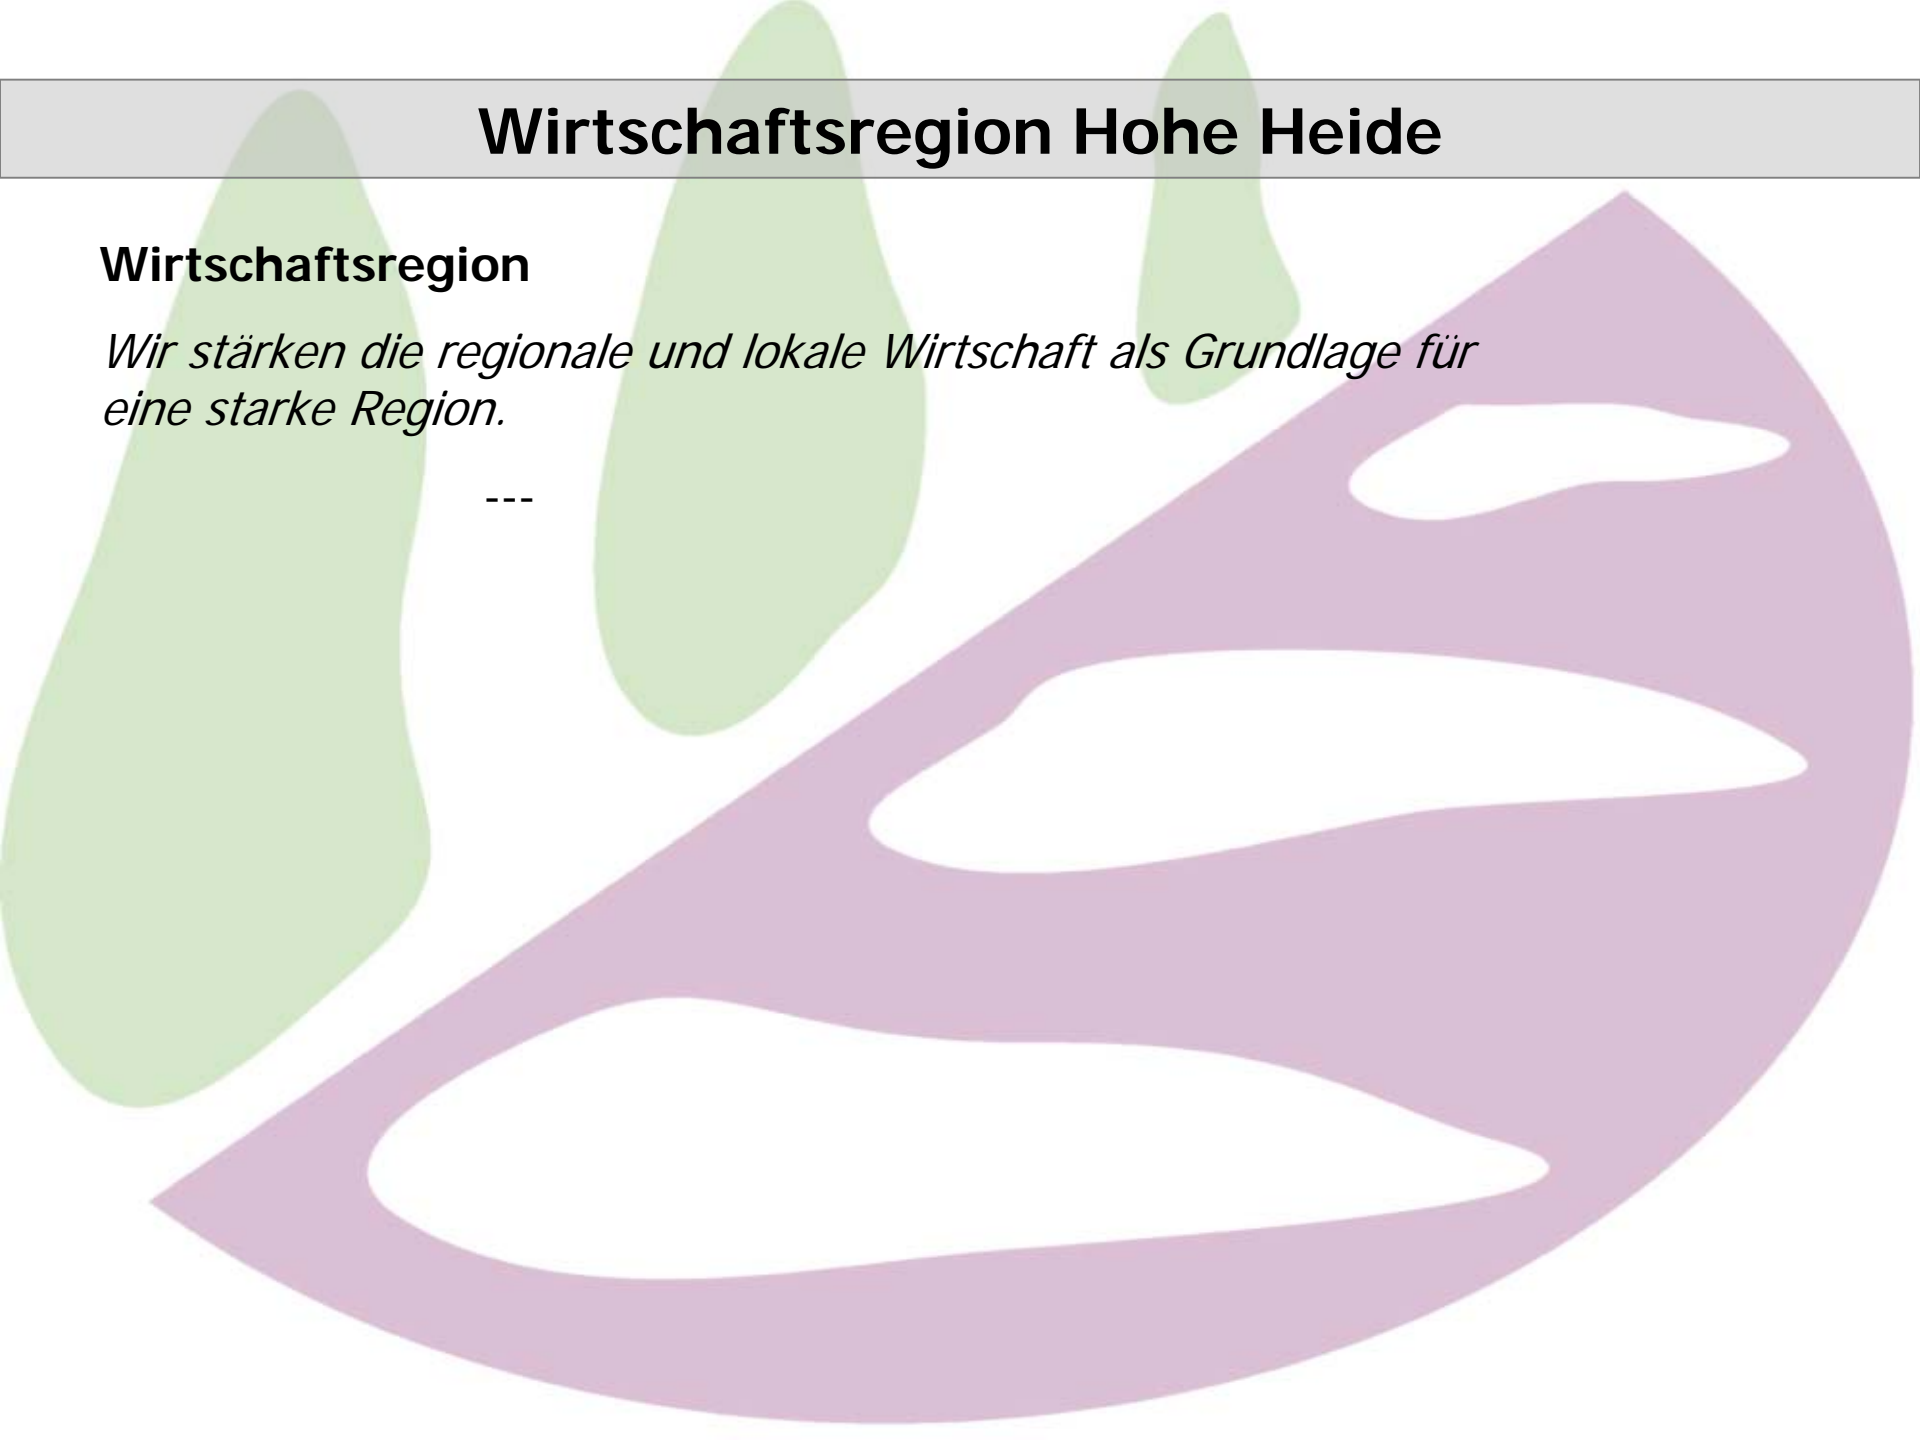 Wirtschaftsregion Hohe Heide
Wirtschaftsregion
Wir stärken die regionale und lokale Wirtschaft als Grundlage für
eine starke Region.
---